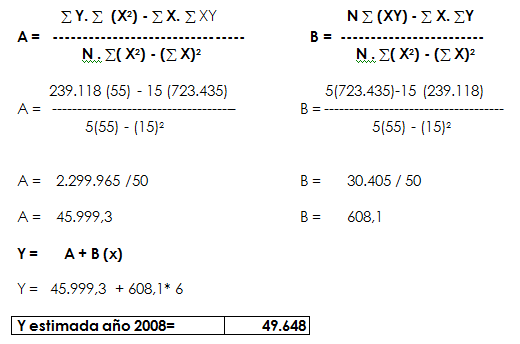 ∑ Y. ∑ (X²) - ∑ X. ∑ XY N ∑ (XY) - ∑ X. ∑Y
A = -------------------------------- B = ------------------------
N . ∑( X²) - (∑ X)² N. ∑( X²) - (∑ X)²
239.118 (55) - 15 (723.435) 5(723.435)-15 (239.118)
A = ------------------------------------- B = -------------------------------------
5(55) - (15)² 5(55) - (15)²
A = 2.299.965 /50 B = 30.405 / 50
A = 45.999,3 B = 608,1
Y = A + B (x)
Y = 45.999,3 + 608,1* 6
Y estimada año 2008= 49.648